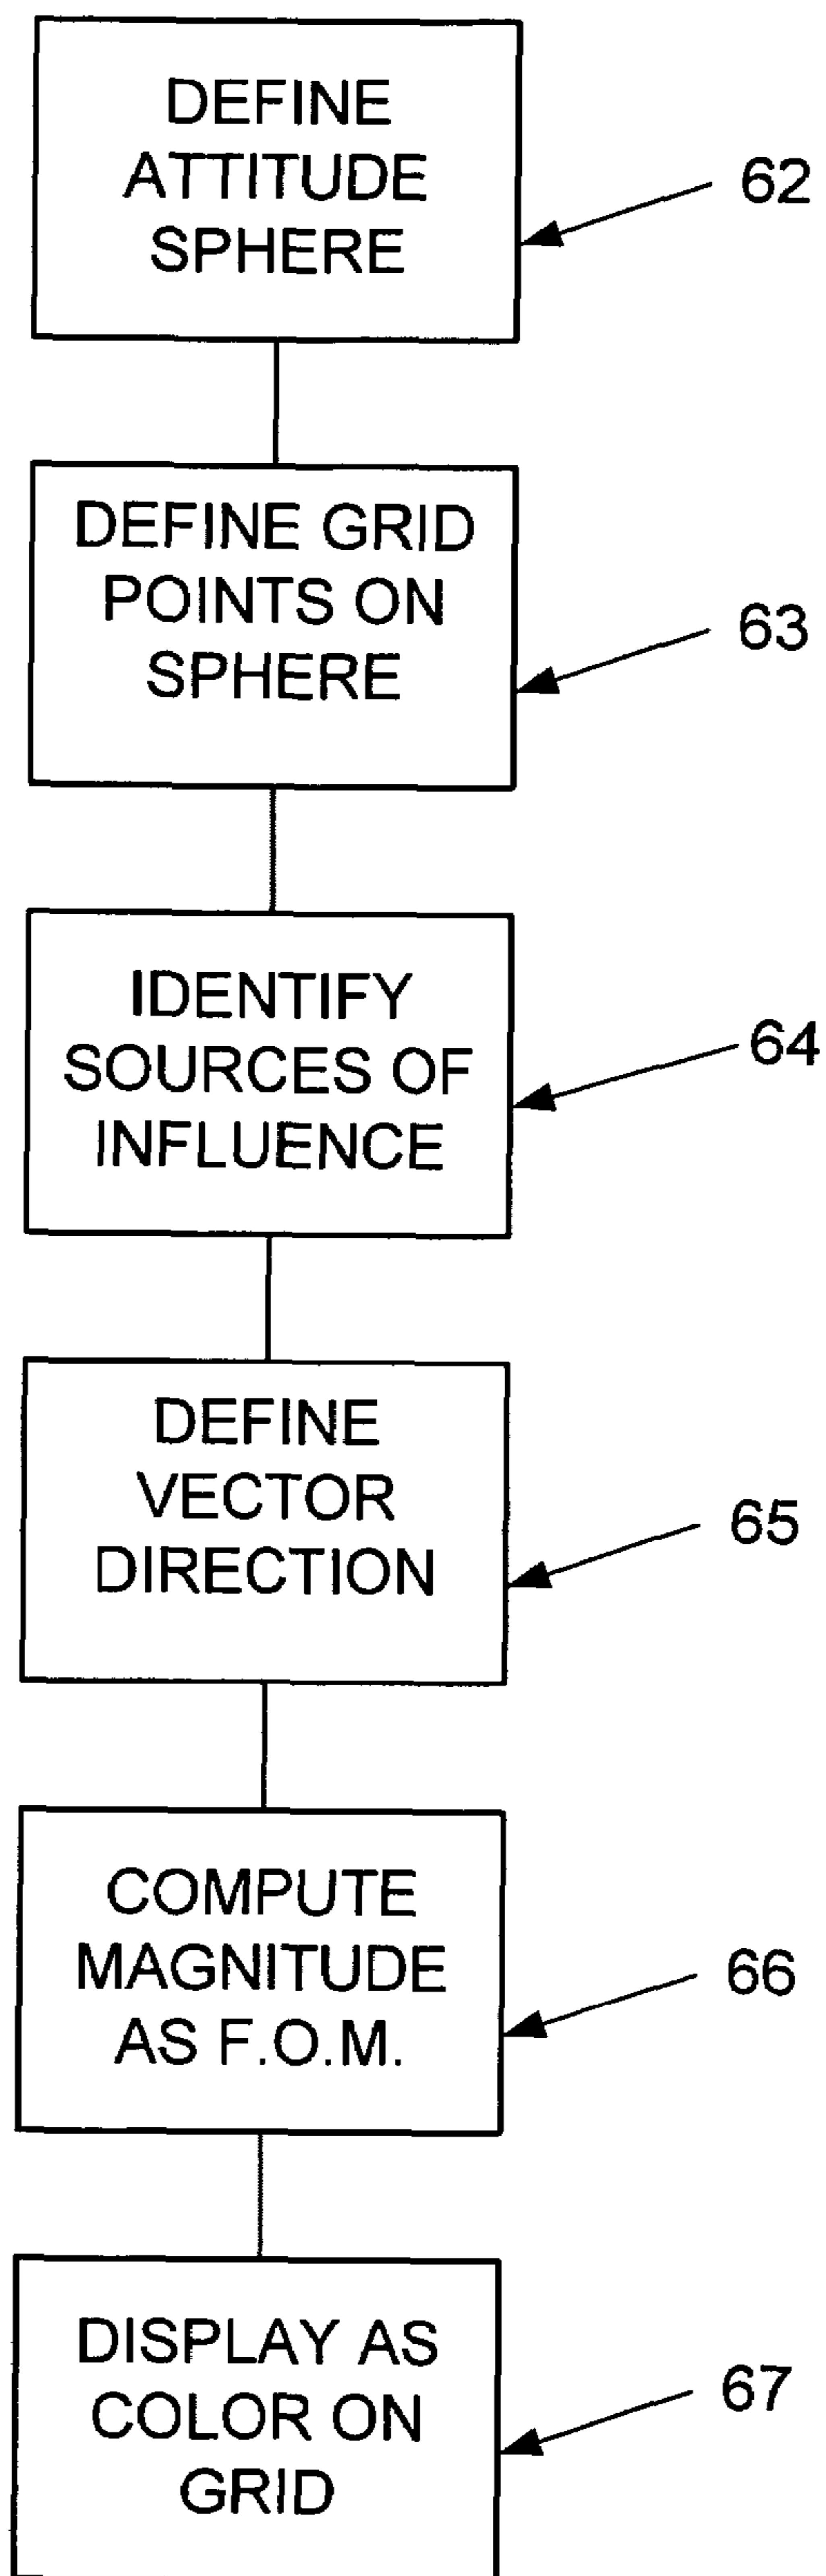 DEFINE
ATTITUDE
SPHERE
62
DEFINE GRID
POINTS ON
SPHERE
63
IDENTIFY
SOURCES OF
INFLUENCE
64
DEFINE
VECTOR
DIRECTION
65
COMPUTE
MAGNITUDE
AS F.O.M.
66
DISPLAY AS
COLOR ON
GRID
67